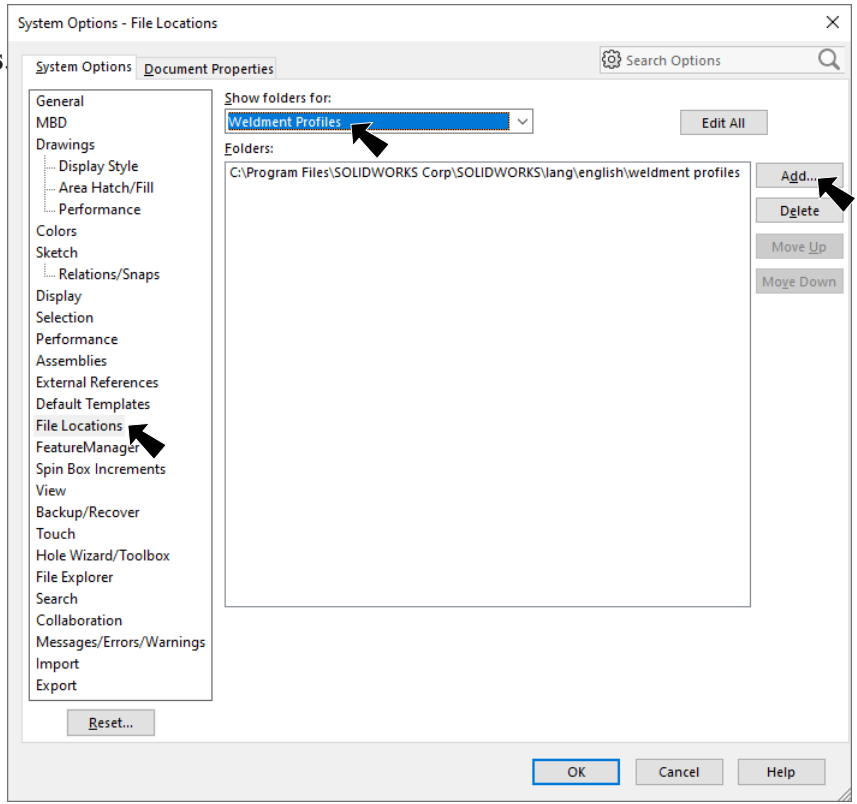 System Options - File Locations
s.
System Options
Document Properties
Search Options
General
MBD
Drawings
Display Style
Area Hatch/Fill
Performance
Colors
Sketch
Relations/Snaps
Display
Selection
Performance
Assemblies
External References
Default Templates
File Locations
FeatureManager
Spin Box Increments
View
Backup/Recover
Touch
Hole Wizard/Toolbox
File Explorer
Search
Collaboration
Messages/Errors/Warnings
Import
Export
Reset...
Show folders for:
Weldment Profiles
Edit All
Folders:
C:\Program Files\SOLIDWORKS Corp\SOLIDWORKS\lang\english\weldment profiles
Add...
Delete
Move Up
Move Down
OK
Cancel
Help